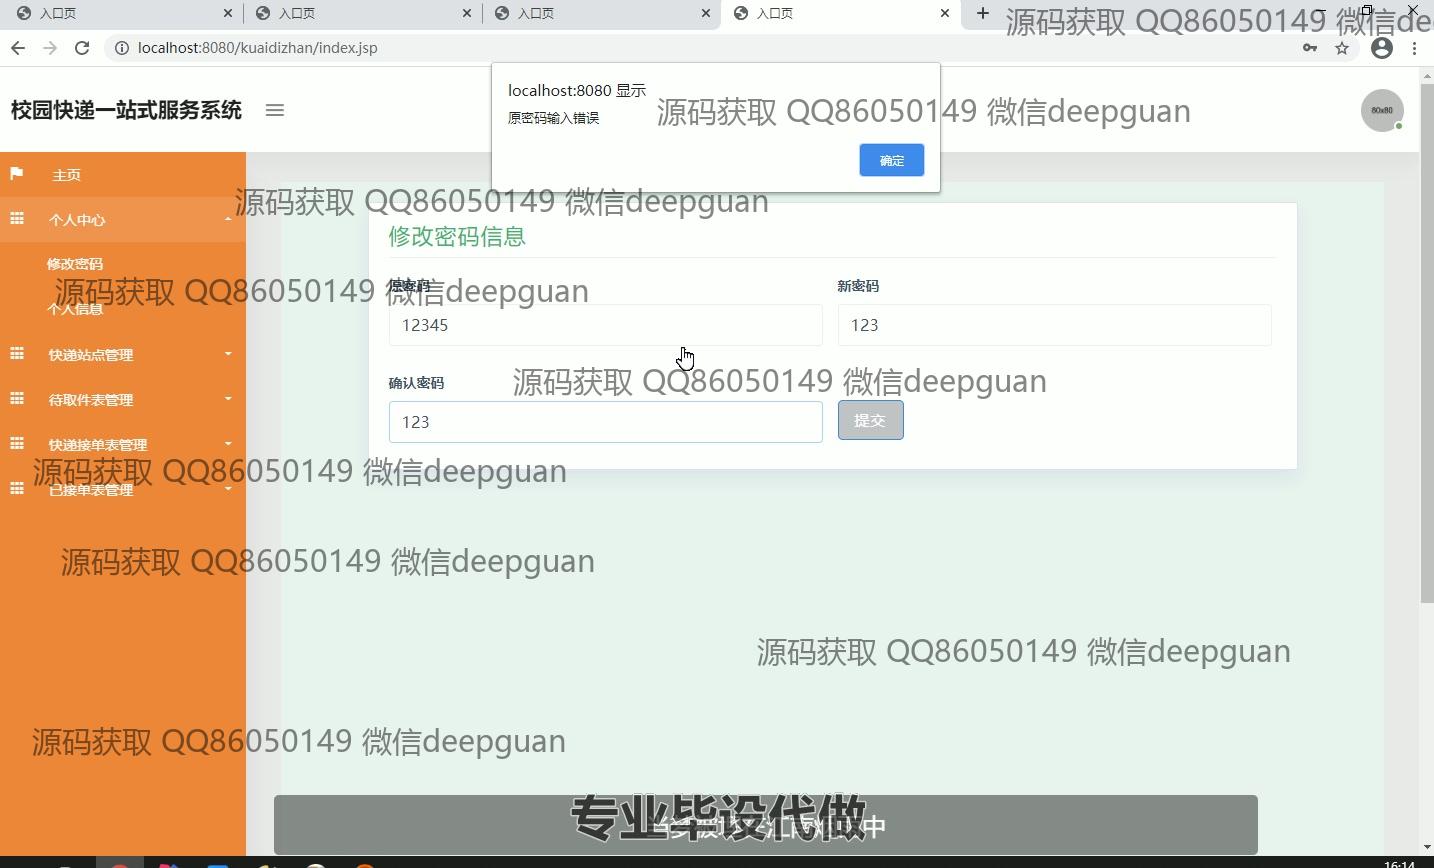 入口页
入口页
入口页
入口页
源码获取 QQ86050149 微信dee
localhost:8080/kuaidizhan/index.jsp
校园快递一站式服务系统
localhost:8080 显示
原密码输入错误
源码获取 QQ86050149 微信deepguan
确定
80x80
主页
源码获取 QQ86050149 微信deepguan
个人中心
修改密码信息
修改密码
原密码
新密码
源码获取 QQ86050149 微信deepguan
个人信息
12345
123
快递站点管理
确认密码
源码获取 QQ86050149 微信deepguan
待取件表管理
123
提交
快递接单表管理
源码获取 QQ86050149 微信deepguan
已接单表管理
源码获取 QQ86050149 微信deepguan
源码获取 QQ86050149 微信deepguan
源码获取 QQ86050149 微信deepguan
专业毕设代做
16:14